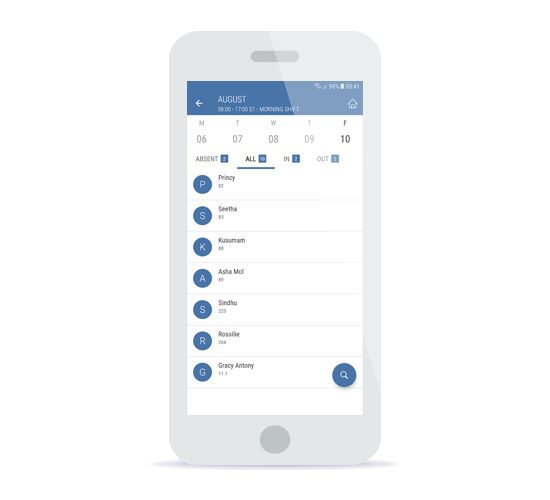 98% 05:41
AUGUST
08:00 - 17:00 S1 - MORNING SHIFT
M T W T F
06 07 08 09 10
ABSENT 2 ALL 10 IN 2 OUT
Princy
82
Seetha
83
Kusumam
88
Asha Mol
89
Sindhu
223
Rossilie
264
Gracy Antony
11.1
P
S
K
A
S
R
G